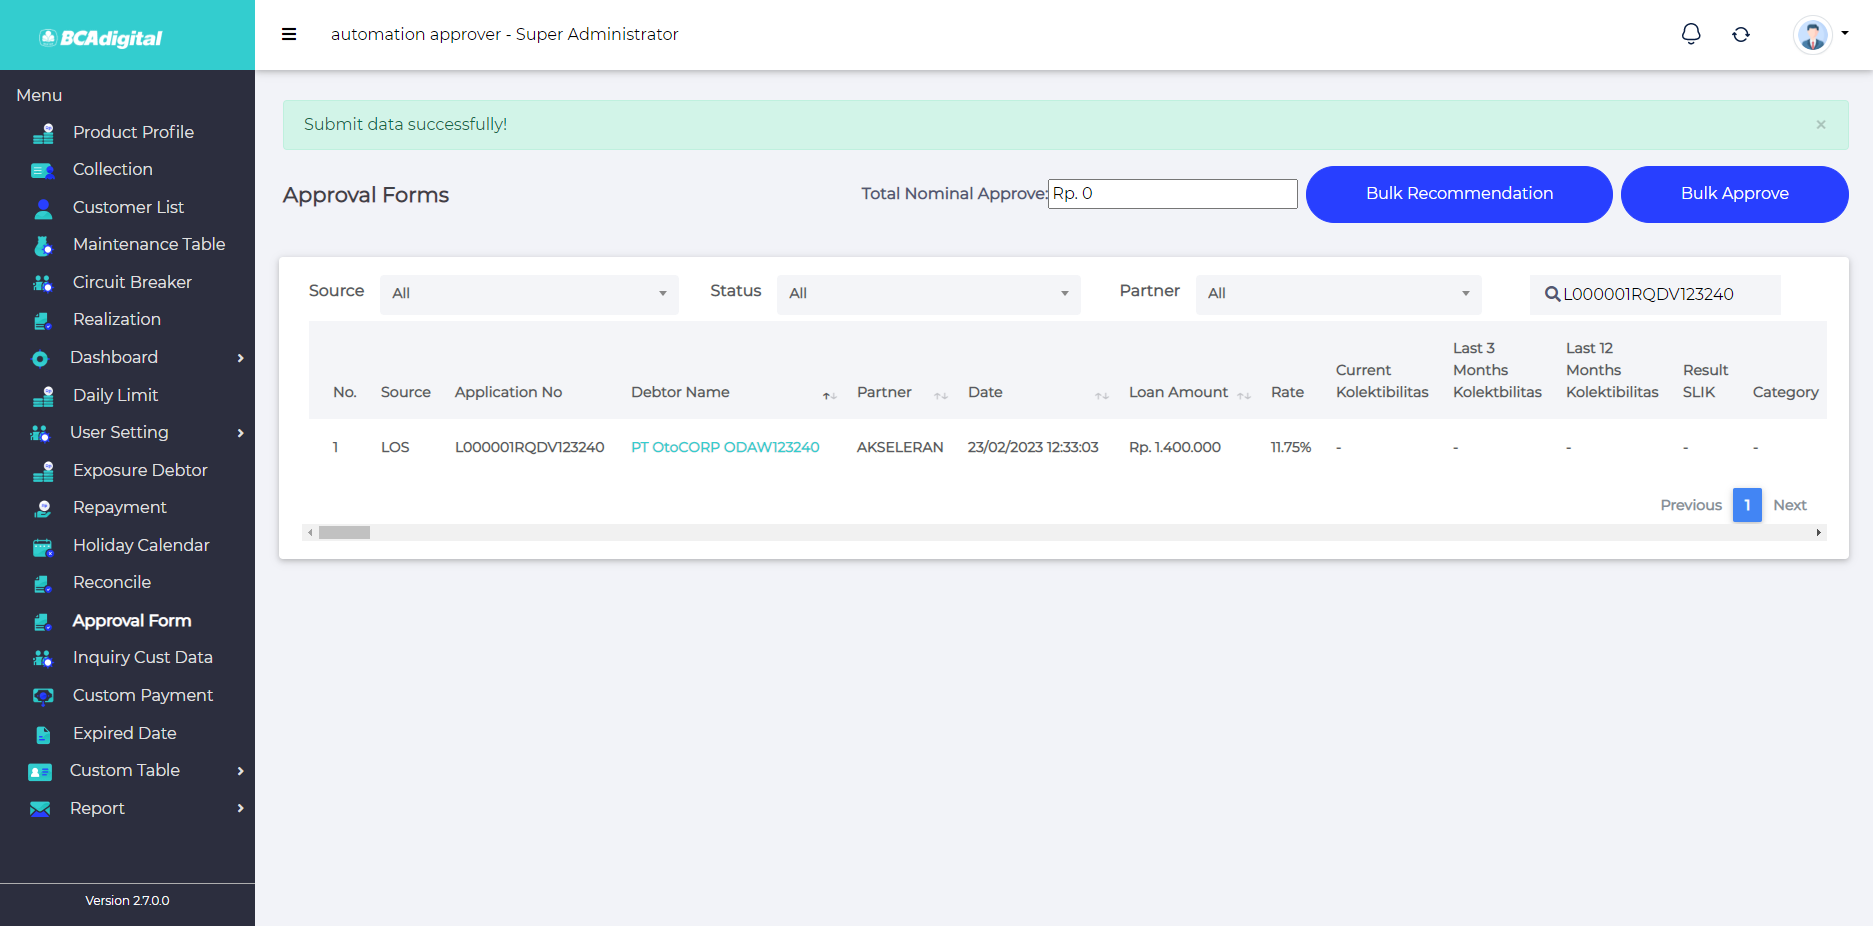 BCAdigital
automation approver - Super Administrator
Menu
Product Profile
Collection
Customer List
Maintenance Table
Circuit Breaker
Realization
Dashboard
Daily Limit
User Setting
Exposure Debtor
Repayment
Holiday Calendar
Reconcile
Approval Form
Inquiry Cust Data
Custom Payment
Expired Date
Custom Table
Report
Version 2.7.0.0
Submit data successfully! ×
Approval Forms
Total Nominal Approve: Rp. 0
Bulk Recommendation
Bulk Approve
Source All Status All Partner All L000001RQDV123240
No. Source Application No Debtor Name Partner Date Loan Amount Rate Current Kolektibilitas Last 3 Months Kolektbilitas Last 12 Months Kolektibilitas Result SLIK Category
1 LOS L000001RQDV123240 PT OtoCORP ODAW123240 AKSELERAN 23/02/2023 12:33:03 Rp. 1.400.000 11.75% - - - - -
Previous 1 Next